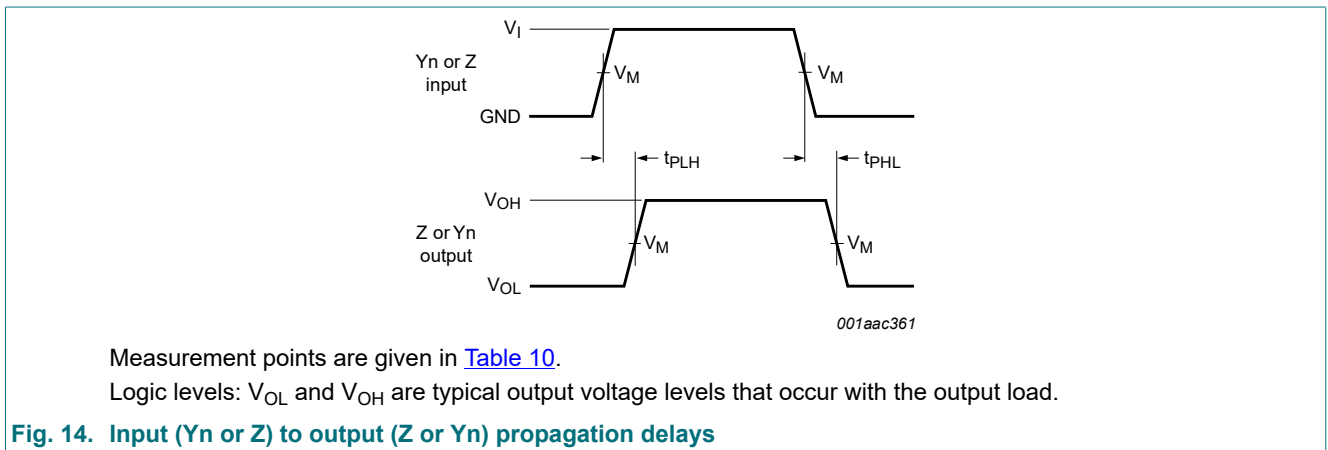 VI
Yn or Z
input
VM
VM
GND
tPLH
tPHL
VOH
Z or Yn
output
VM
VM
VOL
001aac361
Measurement points are given in Table 10.
Logic levels: VOL and VOH are typical output voltage levels that occur with the output load.
Fig. 14. Input (Yn or Z) to output (Z or Yn) propagation delays